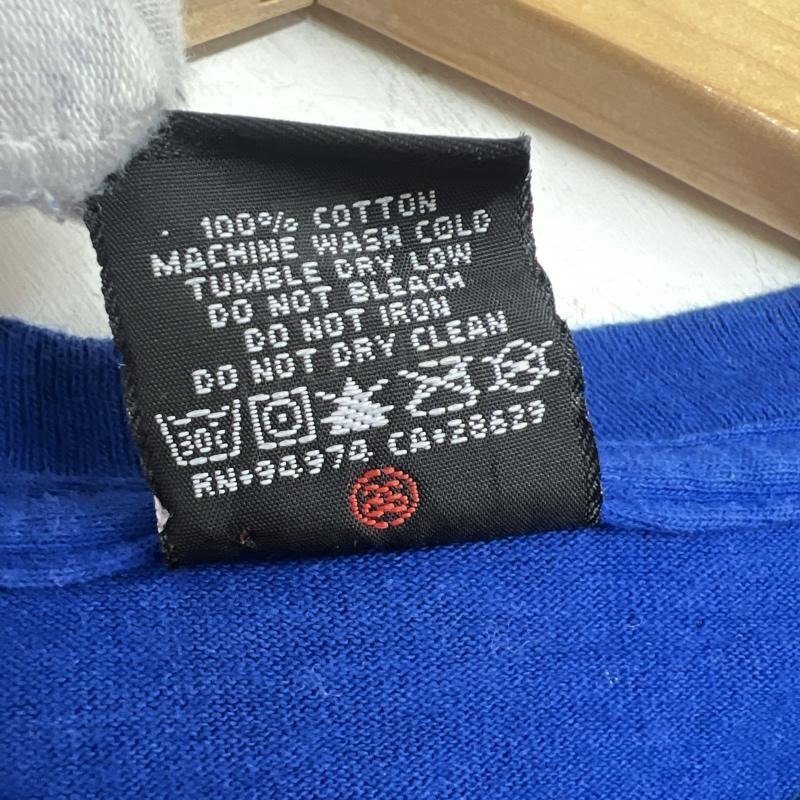 100% COTTON
MACHINE WASH COLD
TUMBLE DRY LOW
DO NOT BLEACH
DO NOT IRON
DO NOT DRY CLEAN
30C
RN#94974 CA#28629